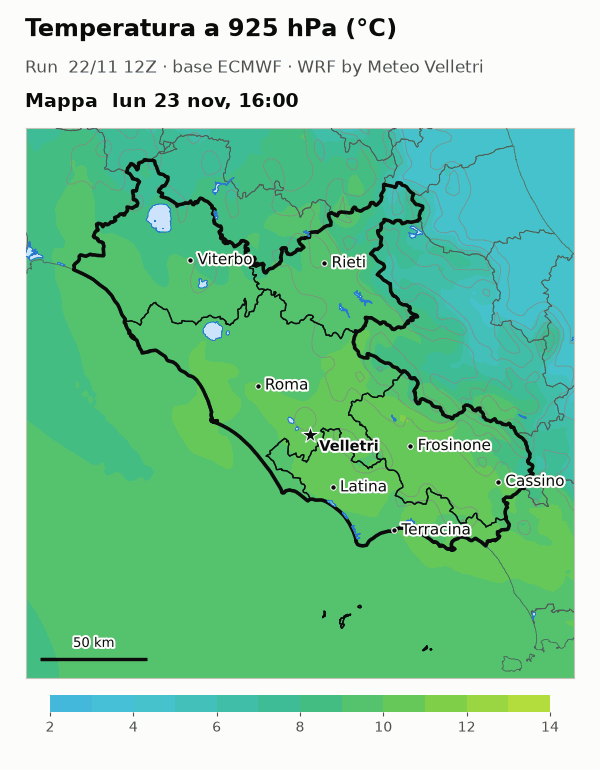 Temperatura a 925 hPa (°C)
Run  22/11 12Z · base ECMWF · WRF by Meteo Velletri
Mappa  lun 23 nov, 16:00
Viterbo
Rieti
Roma
Velletri
Frosinone
Cassino
Latina
Terracina
50 km
2 4 6 8 10 12 14